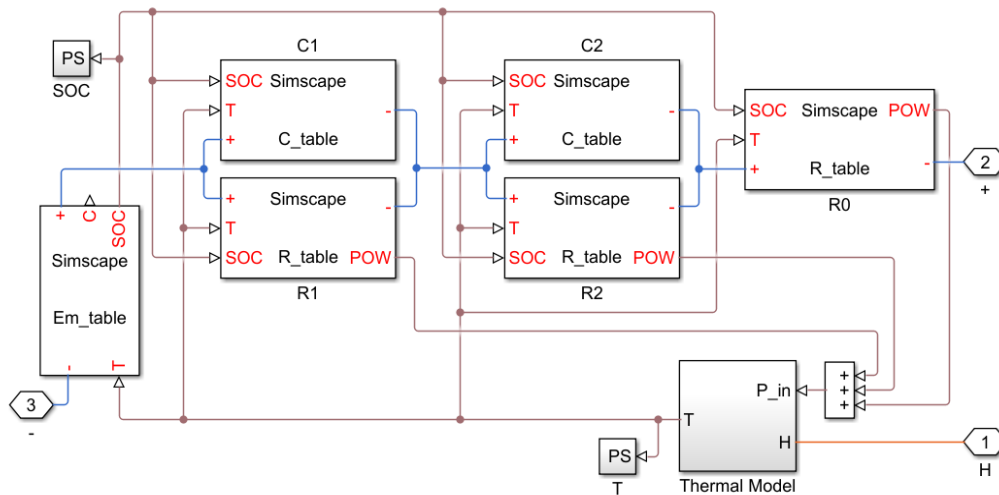 C1
C2
PS
SOC
SOC Simscape
T
-
+ C_table
SOC Simscape
T
-
+ C_table
SOC Simscape POW
T
+ R_table -
R0
2
+
+ Simscape
-
T
SOC R_table POW
R1
+ Simscape
-
T
SOC R_table POW
R2
+ C SOC
Simscape
Em_table
- T
3
-
P_in
T
H
Thermal Model
+
+
+
PS
T
1
H